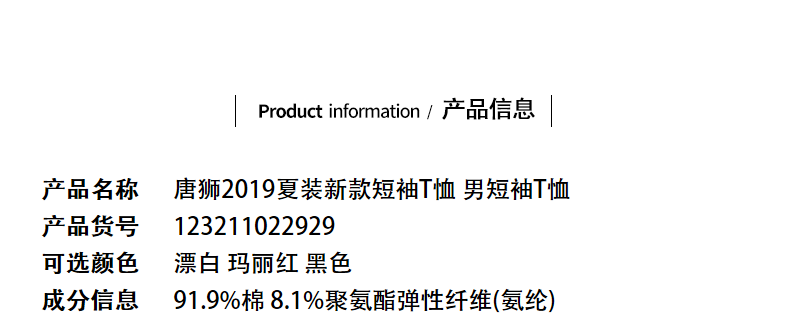 Product information / 产品信息
产品名称 唐狮2019夏装新款短袖T恤 男短袖T恤
产品货号 123211022929
可选颜色 漂白 玛丽红 黑色
成分信息 91.9%棉 8.1%聚氨酯弹性纤维(氨纶)